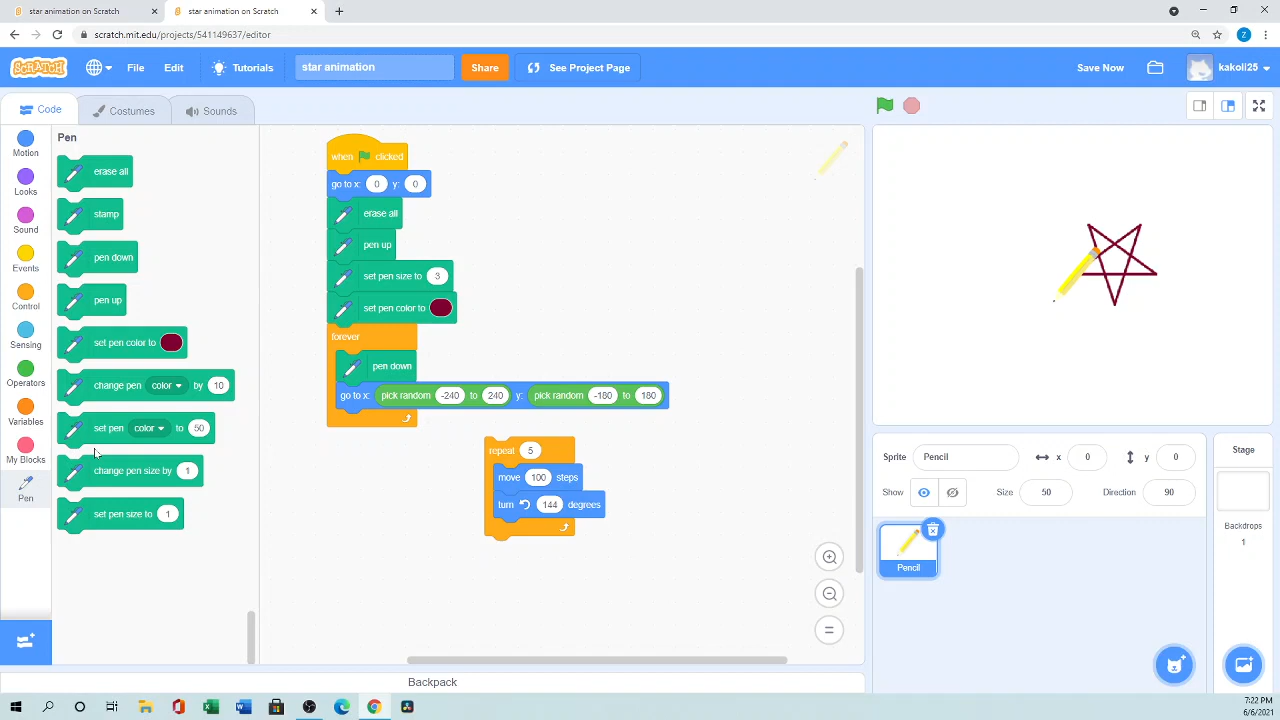 star animation
star animation
scratch.mit.edu/projects/541149637/editor
Z
SCRATCH
File
Edit
Tutorials
star animation
Share
See Project Page
Save Now
kakoli25
Code
Costumes
Sounds
Motion
Looks
Sound
Events
Control
Sensing
Operators
Variables
My Blocks
Pen
Pen
erase all
stamp
pen down
pen up
set pen color to
change pen color by 10
set pen color to 50
change pen size by 1
set pen size to 1
when clicked
go to x: 0 y: 0
erase all
pen up
set pen size to 3
set pen color to
forever
pen down
go to x: pick random -240 to 240 y: pick random -180 to 180
repeat 5
move 100 steps
turn 144 degrees
Backpack
Sprite Pencil x 0 y 0
Show Size 50 Direction 90
Pencil
Stage
Backdrops
1
7:22 PM
6/6/2021